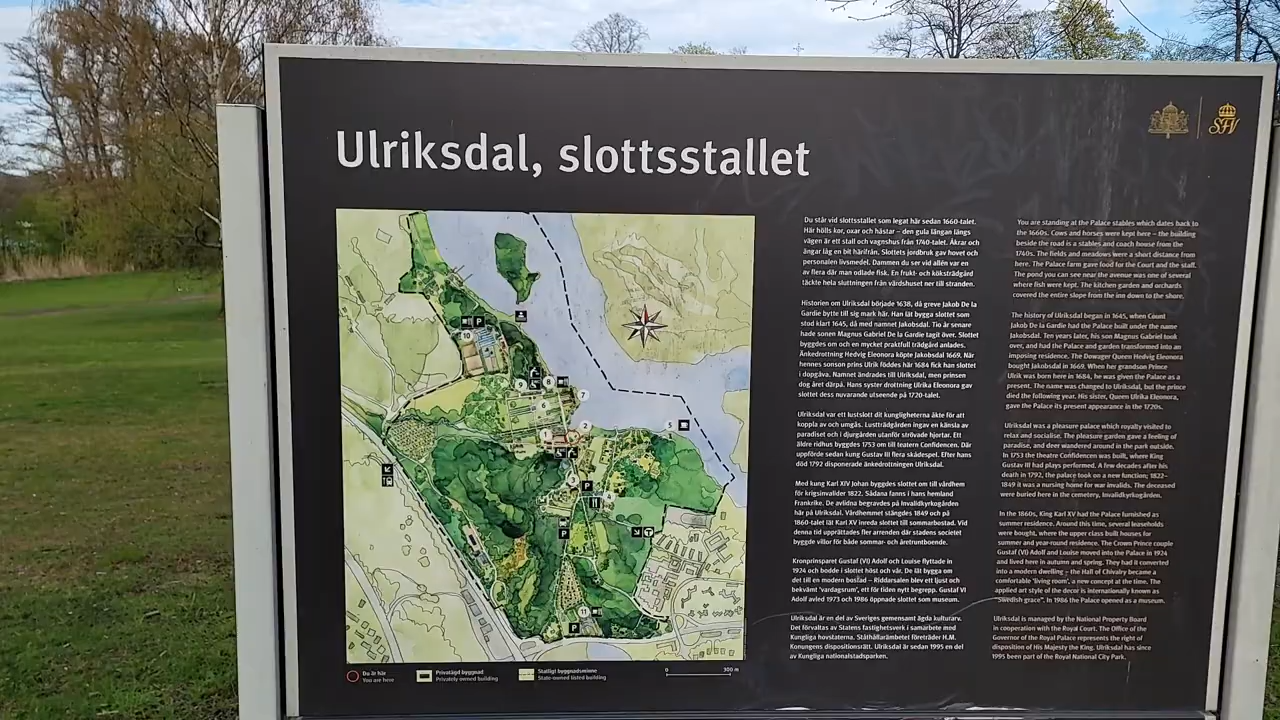 Ulriksdal, slottsstallet
SFV
Du står vid slottsstallet som legat här sedan 1660-talet.
Här hölls kor, oxar och hästar – den gula längan längs
vägen är ett stall och vagnshus från 1740-talet. Åkrar och
ängar låg en bit härifrån. Slottets jordbruk gav hovet och
personalen livsmedel. Dammen du ser vid allén var en
av flera där man odlade fisk. En frukt- och köksträdgård
täckte hela sluttningen från värdshuset ner till stranden.
Historien om Ulriksdal började 1638, då greve Jakob De la
Gardie bytte till sig mark här. Han lät bygga slottet som
stod klart 1645, då med namnet Jakobsdal. Tio år senare
hade sonen Magnus Gabriel De la Gardie tagit över. Slottet
byggdes om och en mycket praktfull trädgård anlades.
Änkedrottning Hedvig Eleonora köpte Jakobsdal 1669. När
hennes sonson prins Ulrik föddes här 1684 fick han slottet
i dopgåva. Namnet ändrades till Ulriksdal, men prinsen
dog året därpå. Hans syster drottning Ulrika Eleonora gav
slottet dess nuvarande utseende på 1720-talet.
Ulriksdal var ett lustslott dit kungligheterna åkte för att
koppla av och umgås. Lustträdgården ingav en känsla av
paradiset och i djurgården utanför strövade hjortar. Ett
äldre ridhus byggdes 1753 om till teatern Confidencen. Där
uppförde sedan kung Gustav III flera skådespel. Efter hans
död 1792 disponerade änkedrottningen Ulriksdal.
Med kung Karl XIV Johan byggdes slottet om till vårdhem
för krigsinvalider 1822. Sådana fanns i hans hemland
Frankrike. De avlidna begravdes på Invalidkyrkogården
här på Ulriksdal. Vårdhemmet stängdes 1849 och på
1860-talet lät Karl XV inreda slottet till sommarbostad. Vid
denna tid upprättades fler arrenden där stadens societet
byggde villor för både sommar- och åretruntboende.
Kronprinsparet Gustaf (VI) Adolf och Louise flyttade in
1924 och bodde i slottet höst och vår. De lät bygga om
det till en modern bostad – Riddarsalen blev ett ljust och
bekvämt 'vardagsrum', ett för tiden nytt begrepp. Gustaf VI
Adolf avled 1973 och 1986 öppnade slottet som museum.
Ulriksdal är en del av Sveriges gemensamt ägda kulturarv.
Det förvaltas av Statens fastighetsverk i samarbete med
Kungliga hovstaterna. Ståthållarämbetet företräder H.M.
Konungens dispositionsrätt. Ulriksdal är sedan 1995 en del
av Kungliga nationalstadsparken.
You are standing at the Palace stables which dates back to
the 1660s. Cows and horses were kept here – the building
beside the road is a stables and coach house from the
1740s. The fields and meadows were a short distance from
here. The Palace farm gave food for the Court and the staff.
The pond you can see near the avenue was one of several
where fish were kept. The kitchen garden and orchards
covered the entire slope from the inn down to the shore.
The history of Ulriksdal began in 1645, when Count
Jakob De la Gardie had the Palace built under the name
Jakobsdal. Ten years later, his son Magnus Gabriel took
over, and had the Palace and garden transformed into an
imposing residence. The Dowager Queen Hedvig Eleonora
bought Jakobsdal in 1669. When her grandson Prince
Ulrik was born here in 1684, he was given the Palace as a
present. The name was changed to Ulriksdal, but the prince
died the following year. His sister, Queen Ulrika Eleonora,
gave the Palace its present appearance in the 1720s.
Ulriksdal was a pleasure palace which royalty visited to
relax and socialise. The pleasure garden gave a feeling of
paradise, and deer wandered around in the park outside.
In 1753 the theatre Confidencen was built, where King
Gustav III had plays performed. A few decades after his
death in 1792, the palace took on a new function; 1822–
1849 it was a nursing home for war invalids. The deceased
were buried here in the cemetery, Invalidkyrkogården.
In the 1860s, King Karl XV had the Palace furnished as
summer residence. Around this time, several leaseholds
were bought, where the upper class built houses for
summer and year-round residence. The Crown Prince couple
Gustaf (VI) Adolf and Louise moved into the Palace in 1924
and lived here in autumn and spring. They had it converted
into a modern dwelling – the Hall of Chivalry became a
comfortable 'living room', a new concept at the time. The
applied art style of the decor is internationally known as
"Swedish grace". In 1986 the Palace opened as a museum.
Ulriksdal is managed by the National Property Board
in cooperation with the Royal Court. The Office of the
Governor of the Royal Palace represents the right of
disposition of His Majesty the King. Ulriksdal has since
1995 been part of the Royal National City Park.
P
10
9
8
7
6
1
2
5
P
P
11
P
Du är här
You are here
Privatägd byggnad
Privately owned building
Statligt byggnadsminne
State-owned listed building
0 300 m